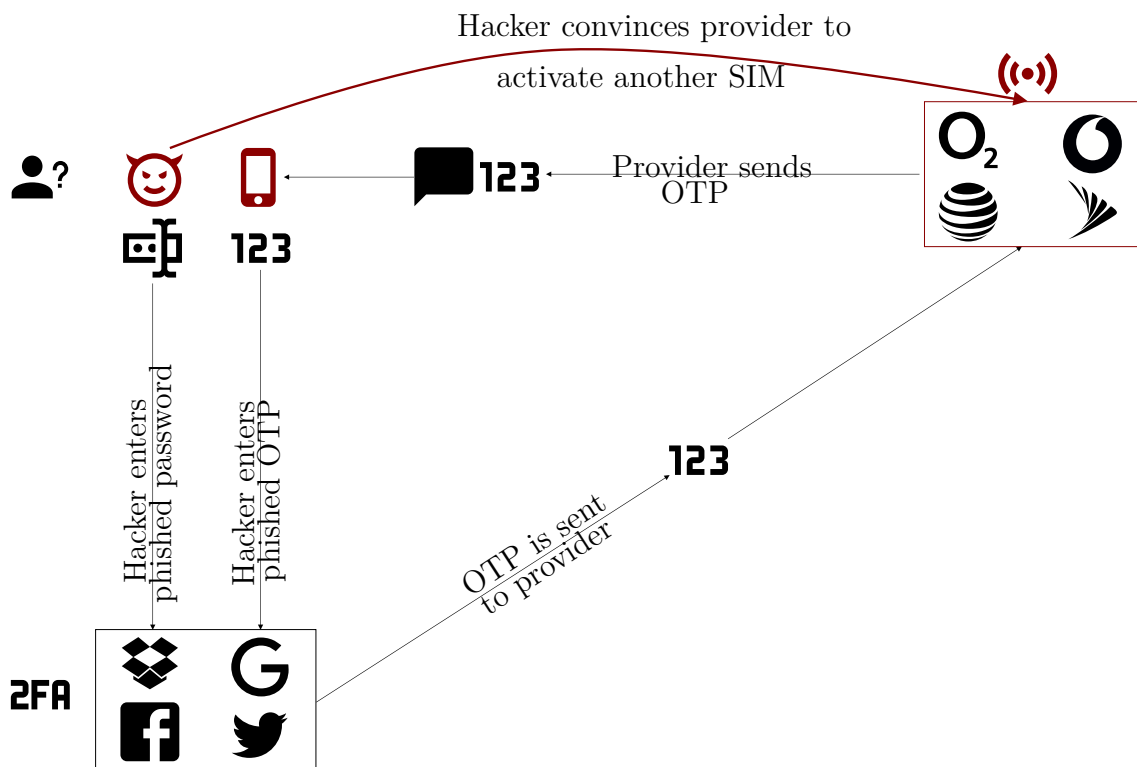 Hacker convinces provider to
activate another SIM
?
O2
123
Provider sends
OTP
123
Hacker enters
phished password
Hacker enters
phished OTP
123
OTP is sent
to provider
2FA
G
f